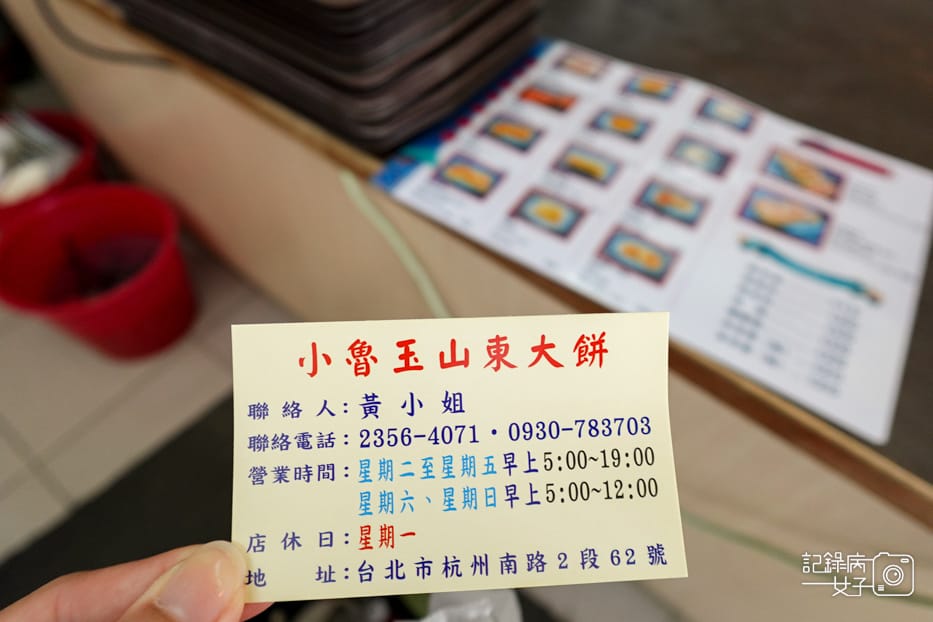 小魯玉山東大餅
聯絡人：黃小姐
聯絡電話：2356-4071・0930-783703
營業時間：星期二至星期五早上5:00~19:00
星期六、星期日早上5:00~12:00
店休日：星期一
地址：台北市杭州南路2段62號
記錄病
一女子